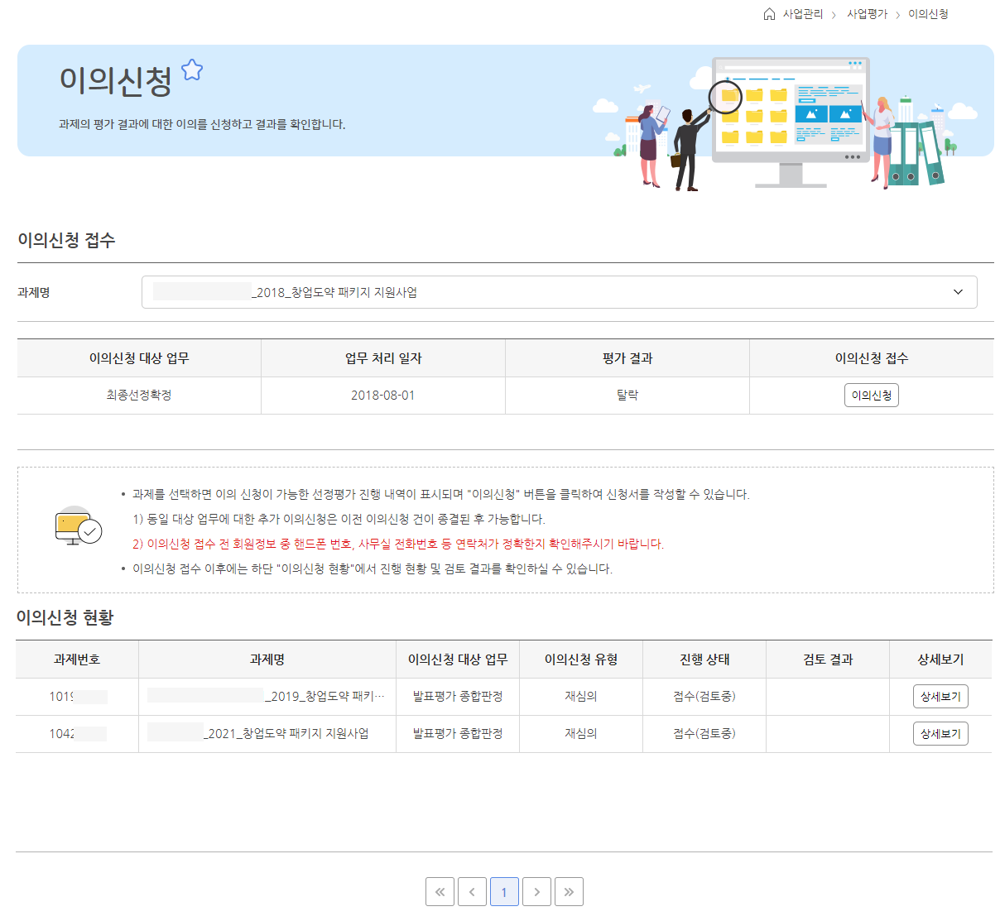 사업관리 > 사업평가 > 이의신청
이의신청
과제의 평가 결과에 대한 이의를 신청하고 결과를 확인합니다.
이의신청 접수
과제명 _2018_창업도약 패키지 지원사업
이의신청 대상 업무 업무 처리 일자 평가 결과 이의신청 접수
최종선정확정 2018-08-01 탈락 이의신청
• 과제를 선택하면 이의 신청이 가능한 선정평가 진행 내역이 표시되며 "이의신청" 버튼을 클릭하여 신청서를 작성할 수 있습니다.
1) 동일 대상 업무에 대한 추가 이의신청은 이전 이의신청 건이 종결된 후 가능합니다.
2) 이의신청 접수 전 회원정보 중 핸드폰 번호, 사무실 전화번호 등 연락처가 정확한지 확인해주시기 바랍니다.
• 이의신청 접수 이후에는 하단 "이의신청 현황"에서 진행 현황 및 검토 결과를 확인하실 수 있습니다.
이의신청 현황
과제번호 과제명 이의신청 대상 업무 이의신청 유형 진행 상태 검토 결과 상세보기
1019 _2019_창업도약 패키… 발표평가 종합판정 재심의 접수(검토중) 상세보기
1042 _2021_창업도약 패키지 지원사업 발표평가 종합판정 재심의 접수(검토중) 상세보기
« < 1 > »